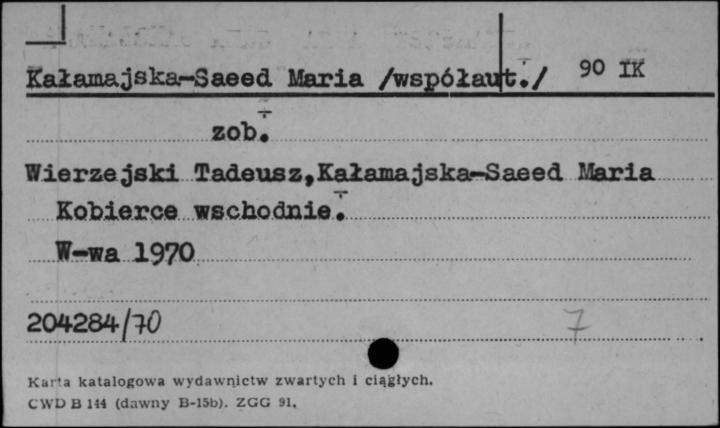 Kałamajska-Saeed Maria /współaut./ 90 IK
zob.
Wierzejski Tadeusz,Kałamajska-Saeed Maria
Kobierce wschodnie.
W-wa 1970
204284/70 7
Karta katalogowa wydawnictw zwartych i ciągłych.
CWD B 144 (dawny B-15b). ZGG 91.